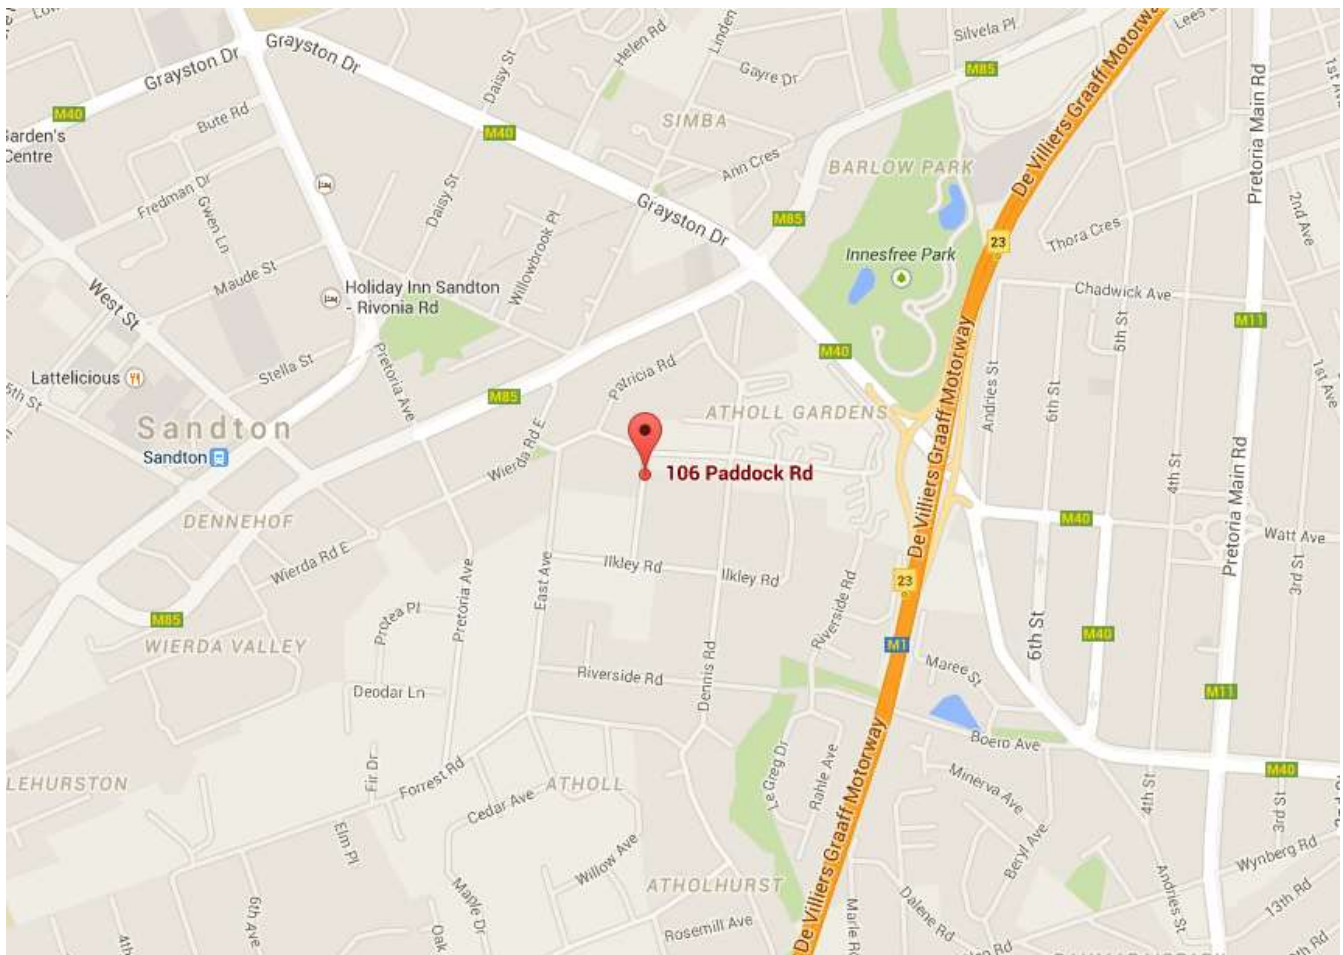 Grayston Dr
Grayston Dr
M40
Bute Rd
Daisy St
Helen Rd
Linden
Gayre Dr
Silvela Pl
M85
Lees
De Villiers Graaff Motorway
Pretoria Main Rd
Garden's
Centre
M40
SIMBA
Ann Cres
BARLOW PARK
Fredman Dr
Gwen Ln
Daisy St
Willowbrook Pl
Grayston Dr
M85
2nd Ave
Thora Cres
23
Innesfree Park
Maude St
West St
Holiday Inn Sandton
- Rivonia Rd
Chadwick Ave
M11
5th St
4th St
1st Ave
Stella St
Pretoria Ave
M40
De Villiers Graaff Motorway
Lattelicious
5th St
M85
Patricia Rd
Andries St
6th St
ATHOLL GARDENS
Sandton
Sandton
Wierda Rd E
106 Paddock Rd
4th St
Pretoria Main Rd
DENNEHOF
M40
Watt Ave
Wierda Rd E
East Ave
Ilkley Rd
Ilkley Rd
23
3rd St
Protea Pl
Pretoria Ave
Riverside Rd
M85
WIERDA VALLEY
M1
6th St
M40
Maree St
Deodar Ln
Riverside Rd
Dennis Rd
M11
Boero Ave
LEHURSTON
Fir Dr
Forrest Rd
ATHOLL
Cedar Ave
Le Greg Dr
Rahle Ave
De Villiers Graaff Motorway
Minerva Ave
M40
4th St
3rd St
Elm Pl
Willow Ave
Beryl Ave
Wynberg Rd
ATHOLHURST
6th Ave
Maple Dr
Oak
Rosemill Ave
Dalene Rd
Andries St
13th Rd
4th